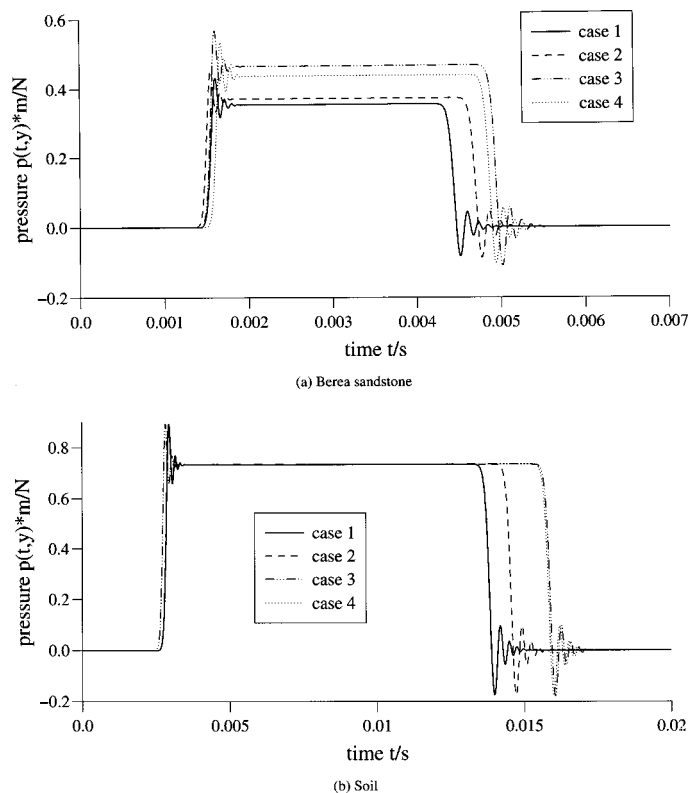 0.6
0.4
0.2
0.0
−0.2
pressure p(t,y)*m/N
case 1
case 2
case 3
case 4
0.0 0.001 0.002 0.003 0.004 0.005 0.006 0.007
time t/s
(a) Berea sandstone
0.8
0.6
0.4
0.2
0.0
−0.2
pressure p(t,y)*m/N
case 1
case 2
case 3
case 4
0.0 0.005 0.01 0.015 0.02
time t/s
(b) Soil